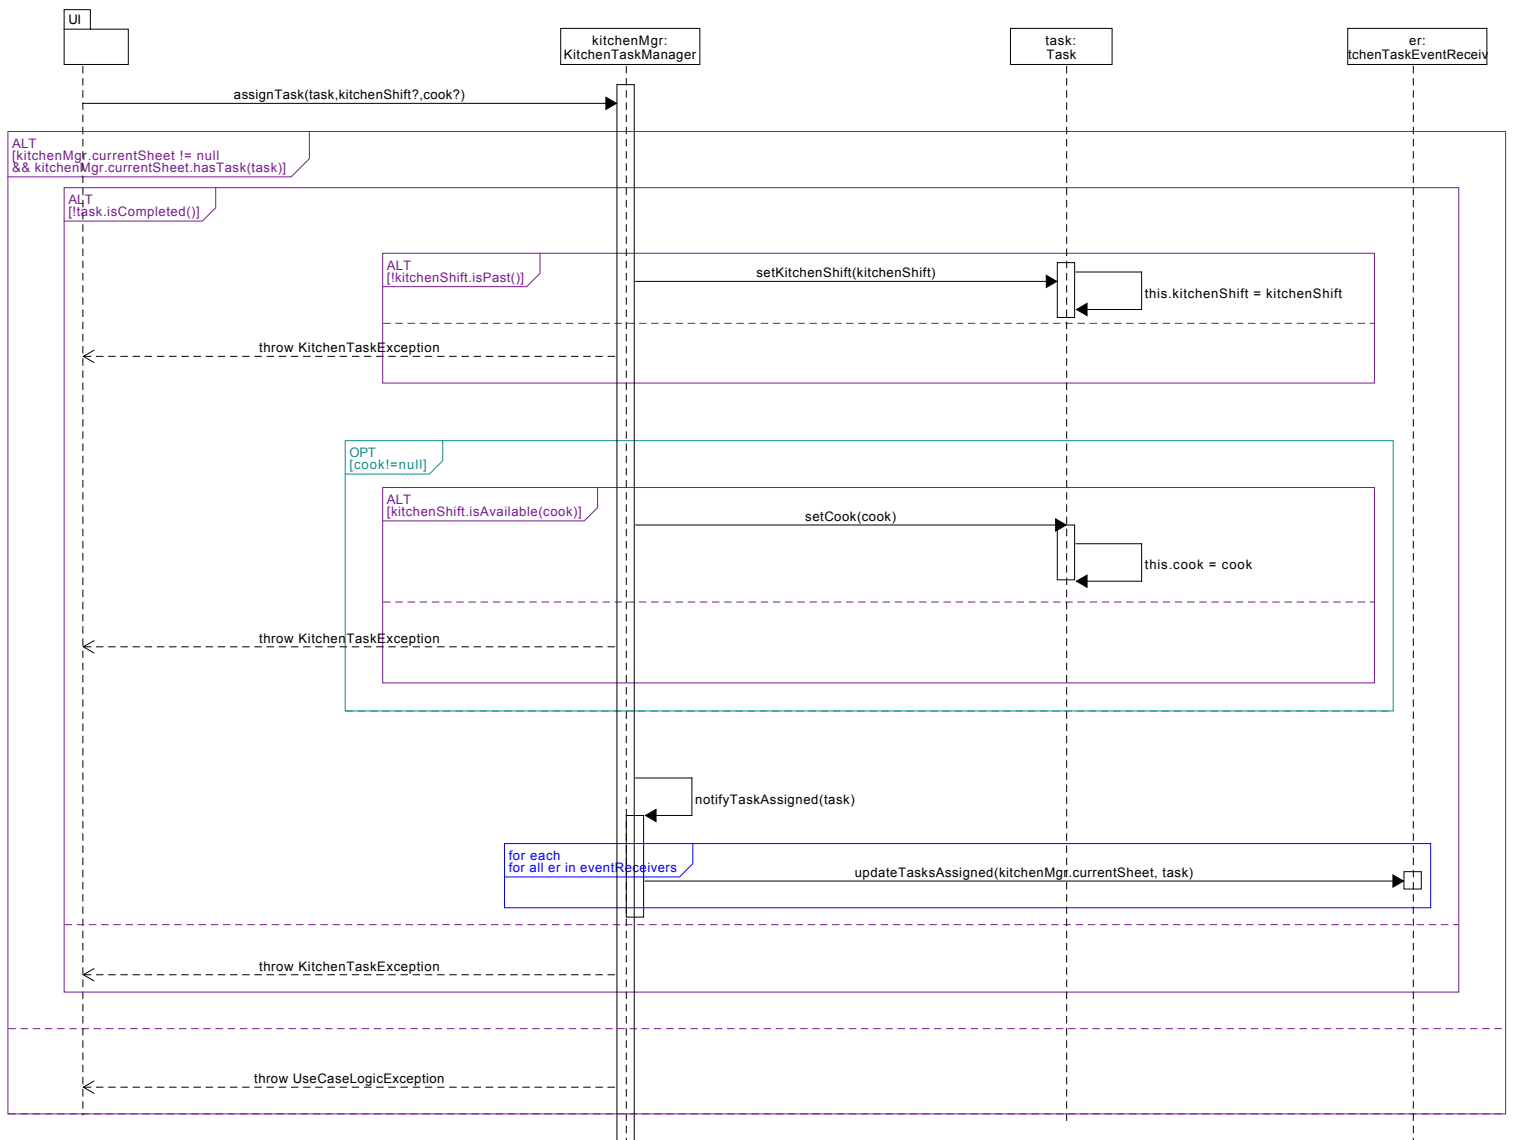 UI
kitchenMgr:
KitchenTaskManager
task:
Task
er:
tchenTaskEventReceiv
assignTask(task,kitchenShift?,cook?)
ALT
[kitchenMgr.currentSheet != null
&& kitchenMgr.currentSheet.hasTask(task)]
ALT
[!task.isCompleted()]
ALT
[!kitchenShift.isPast()]
setKitchenShift(kitchenShift)
this.kitchenShift = kitchenShift
throw KitchenTaskException
OPT
[cook!=null]
ALT
[kitchenShift.isAvailable(cook)]
setCook(cook)
this.cook = cook
throw KitchenTaskException
notifyTaskAssigned(task)
for each
for all er in eventReceivers
updateTasksAssigned(kitchenMgr.currentSheet, task)
throw KitchenTaskException
throw UseCaseLogicException